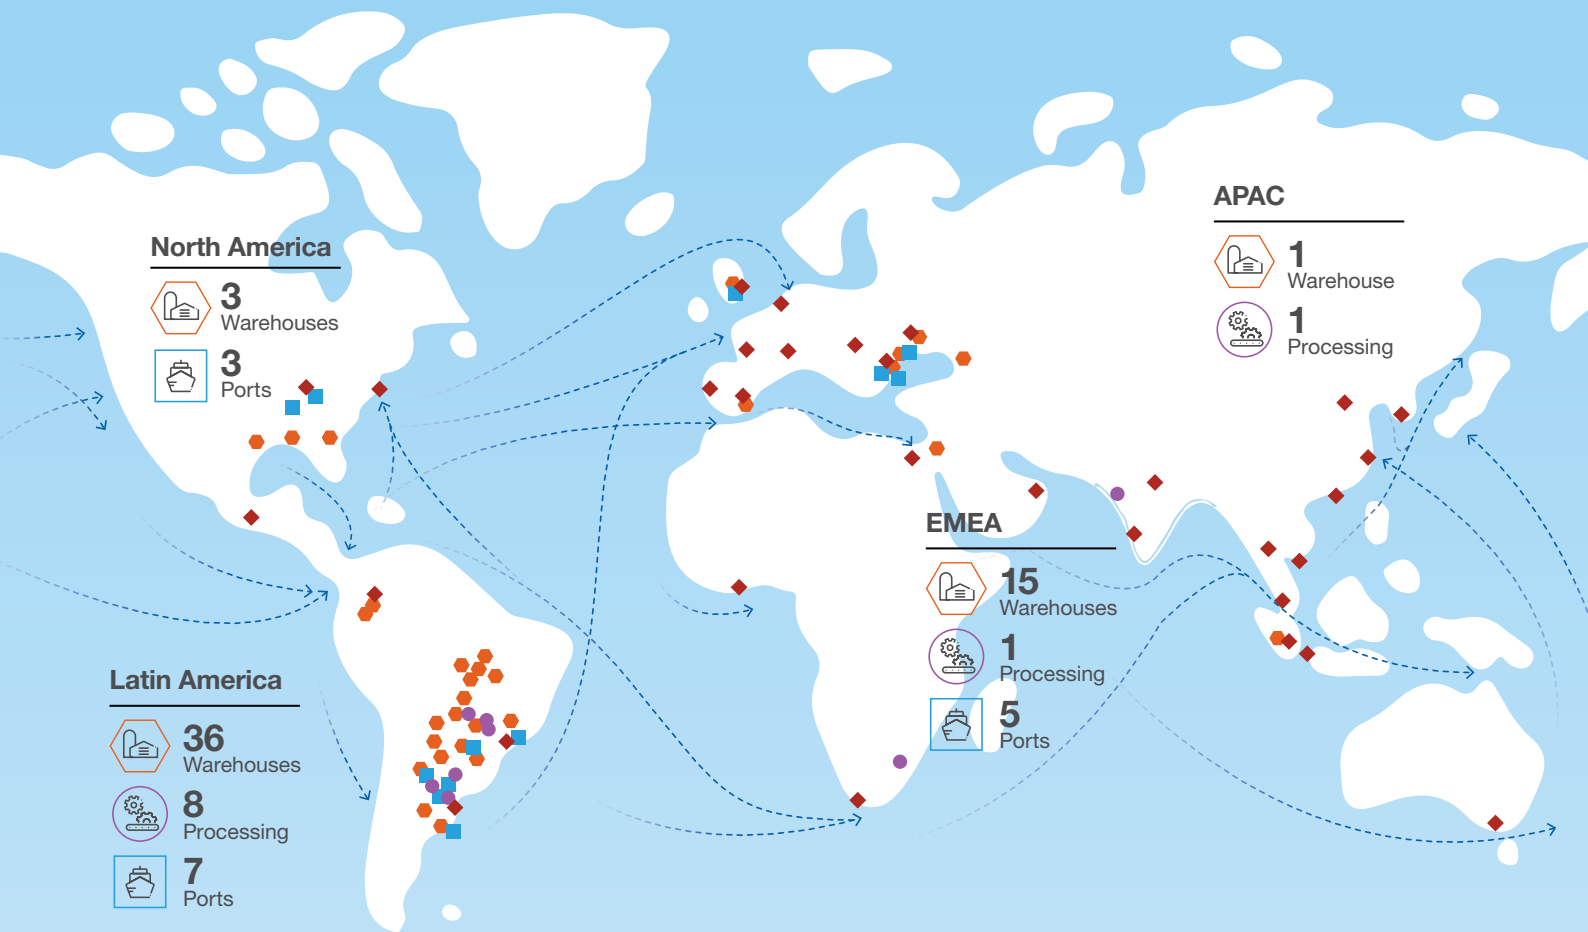 North America
3
Warehouses
3
Ports
Latin America
36
Warehouses
8
Processing
7
Ports
EMEA
15
Warehouses
1
Processing
5
Ports
APAC
1
Warehouse
1
Processing